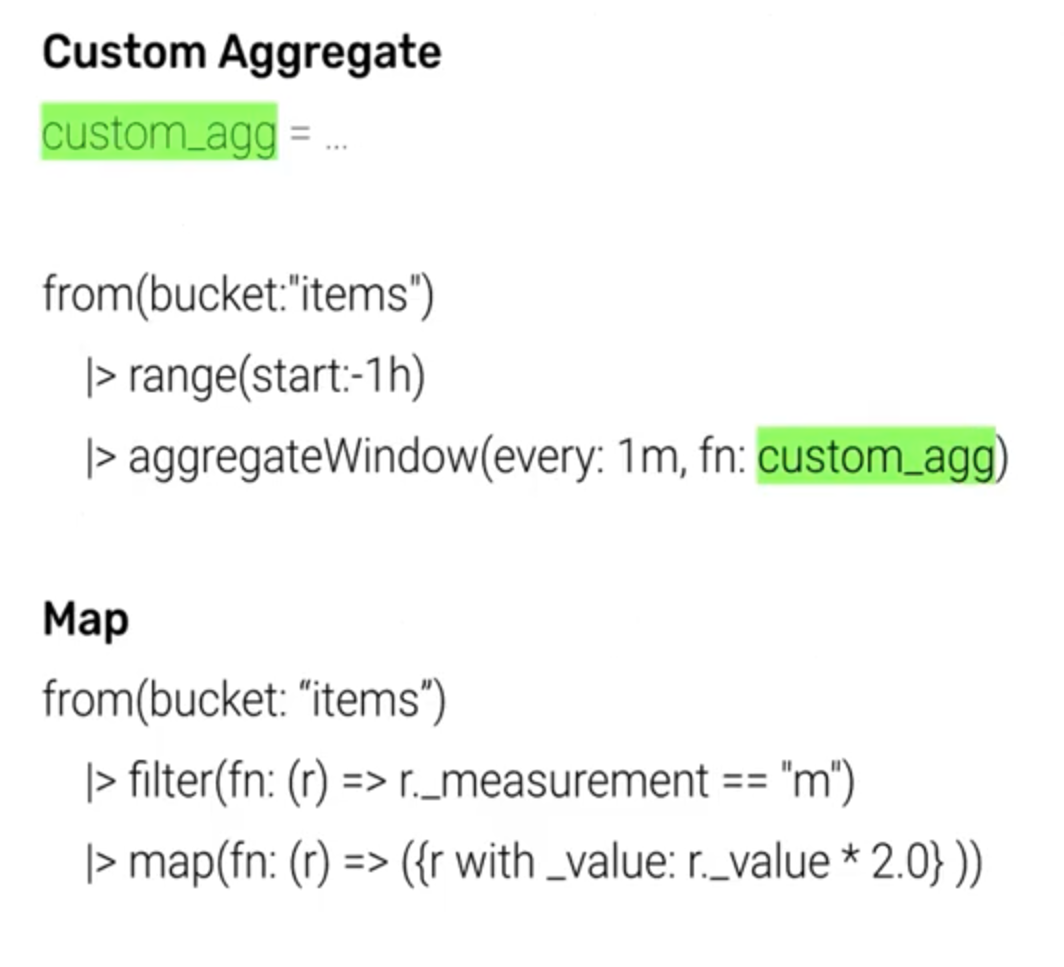 Custom Aggregate
custom_agg = ...
from(bucket:"items")
|> range(start:-1h)
|> aggregateWindow(every: 1m, fn: custom_agg)
Map
from(bucket: “items”)
|> filter(fn: (r) => r._measurement == "m")
|> map(fn: (r) => ({r with _value: r._value * 2.0} ))